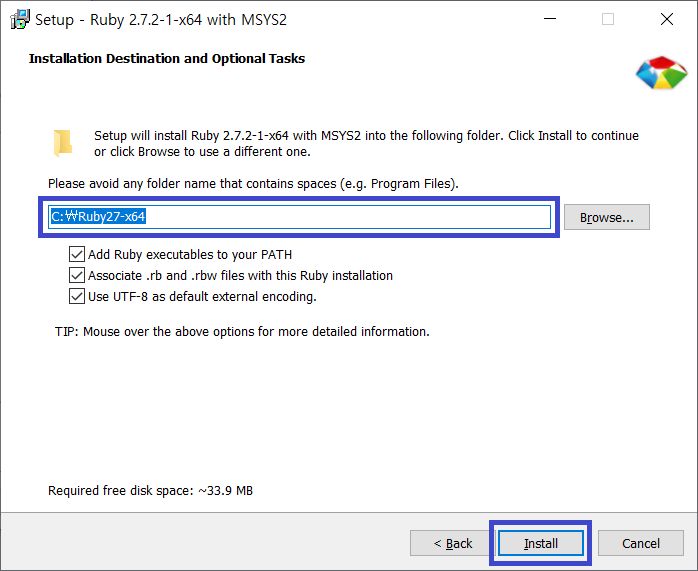 Setup - Ruby 2.7.2-1-x64 with MSYS2
Installation Destination and Optional Tasks
Setup will install Ruby 2.7.2-1-x64 with MSYS2 into the following folder. Click Install to continue
or click Browse to use a different one.
Please avoid any folder name that contains spaces (e.g. Program Files).
C:₩Ruby27-x64
Browse...
Add Ruby executables to your PATH
Associate .rb and .rbw files with this Ruby installation
Use UTF-8 as default external encoding.
TIP: Mouse over the above options for more detailed information.
Required free disk space: ~33.9 MB
< Back
Install
Cancel